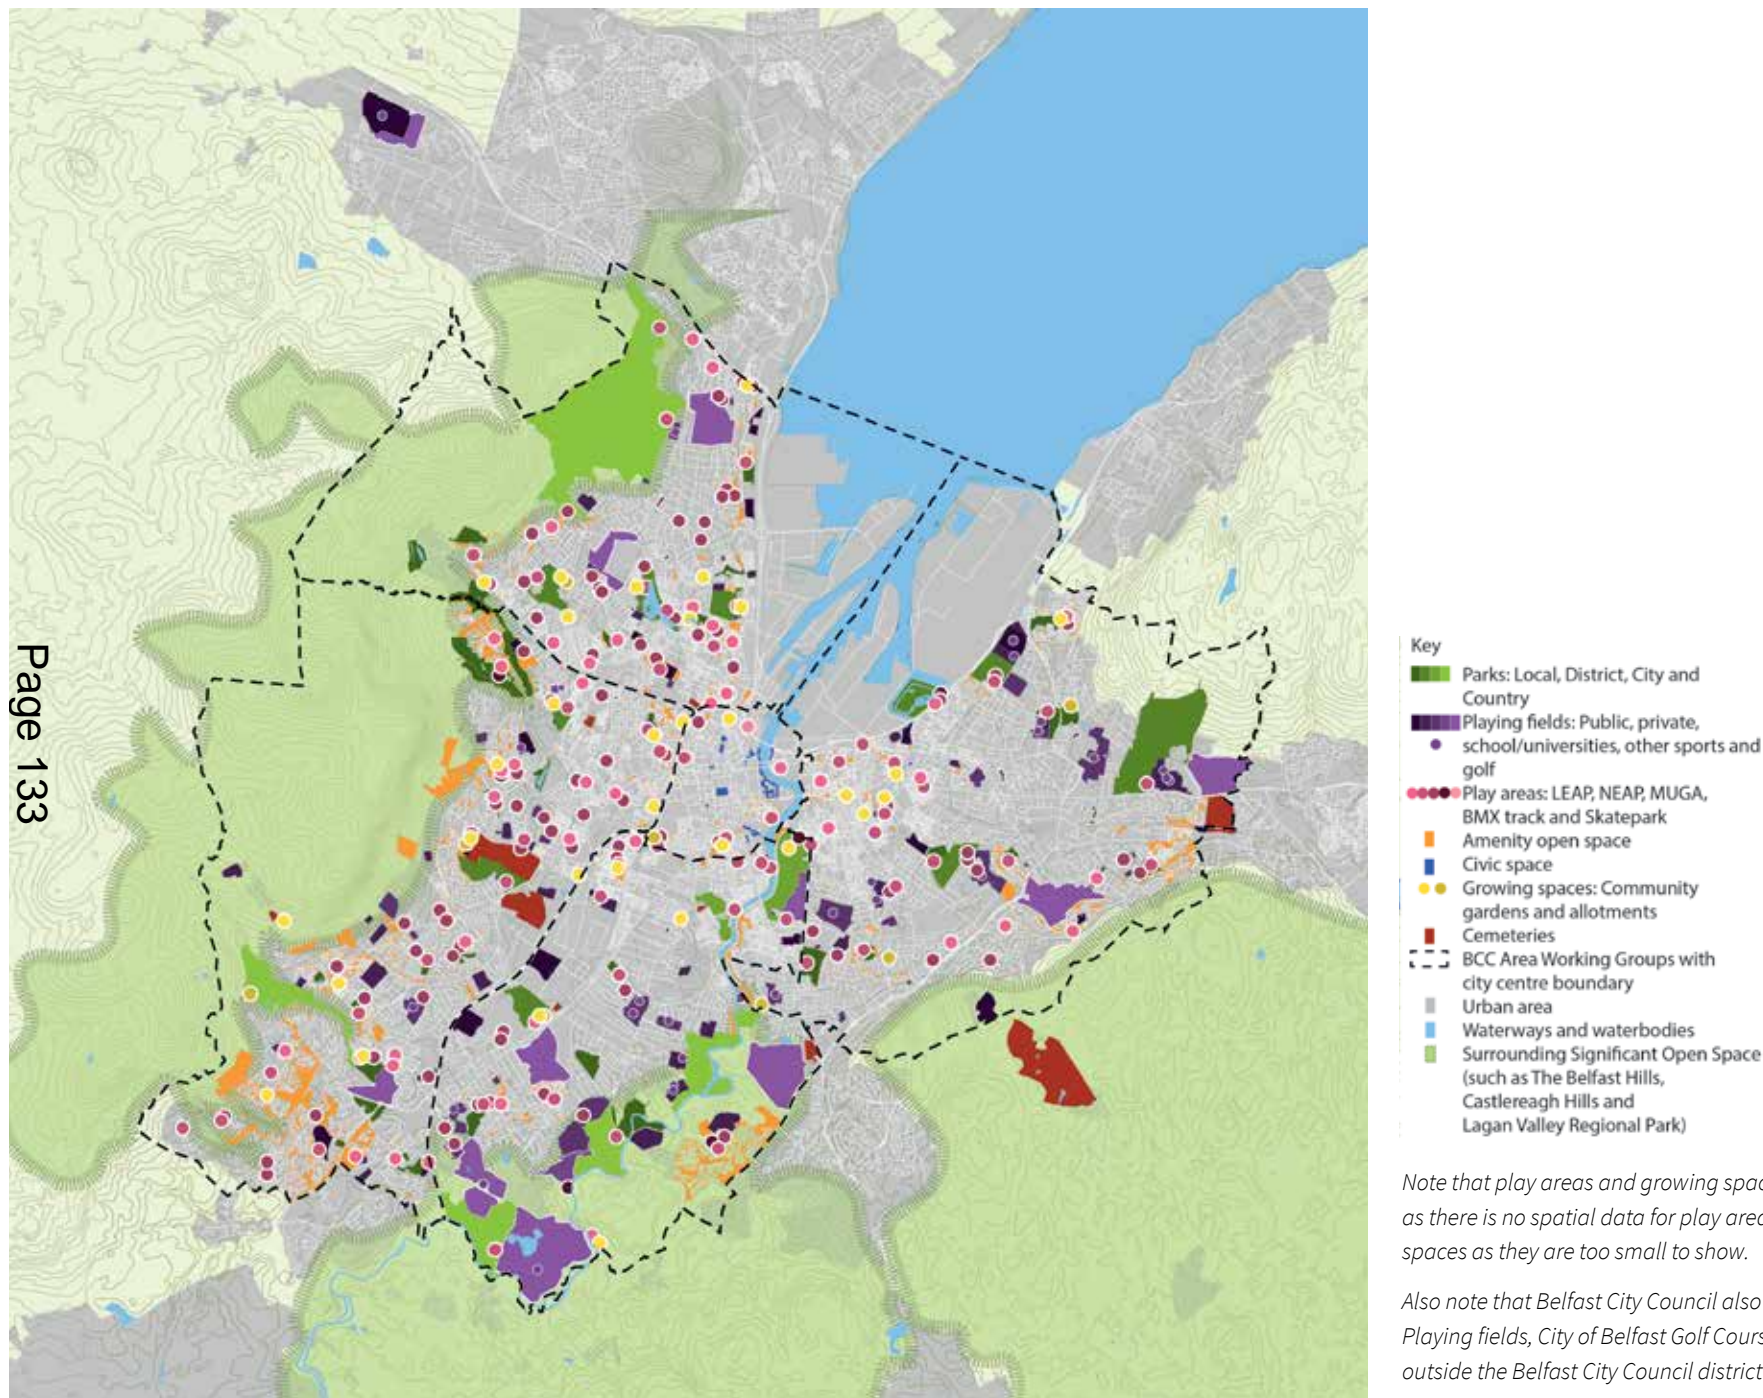 Page 133
Key
Parks: Local, District, City and
Country
Playing fields: Public, private,
school/universities, other sports and
golf
Play areas: LEAP, NEAP, MUGA,
BMX track and Skatepark
Amenity open space
Civic space
Growing spaces: Community
gardens and allotments
Cemeteries
BCC Area Working Groups with
city centre boundary
Urban area
Waterways and waterbodies
Surrounding Significant Open Space
(such as The Belfast Hills,
Castlereagh Hills and
Lagan Valley Regional Park)
Note that play areas and growing spac
as there is no spatial data for play area
spaces as they are too small to show.
Also note that Belfast City Council also
Playing fields, City of Belfast Golf Cours
outside the Belfast City Council district